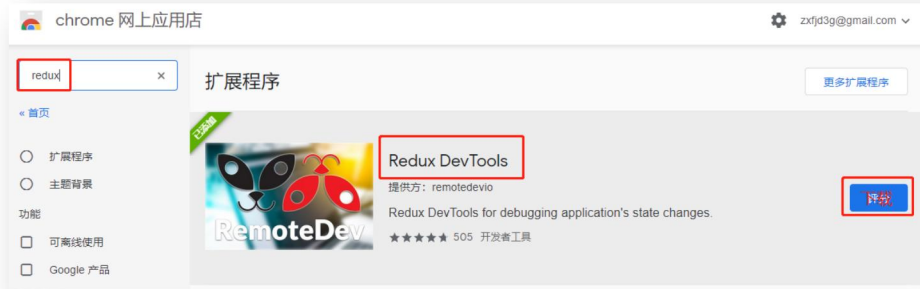 chrome 网上应用店
zxfjd3g@gmail.com
redux
×
«首页
扩展程序
主题背景
功能
可离线使用
Google 产品
扩展程序
更多扩展程序
已添加
RemoteDev
Redux DevTools
提供方：remotedevio
Redux DevTools for debugging application's state changes.
505 开发者工具
下载